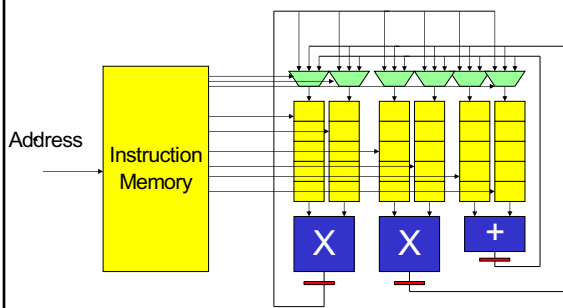 Address
Instruction
Memory
X
X
+